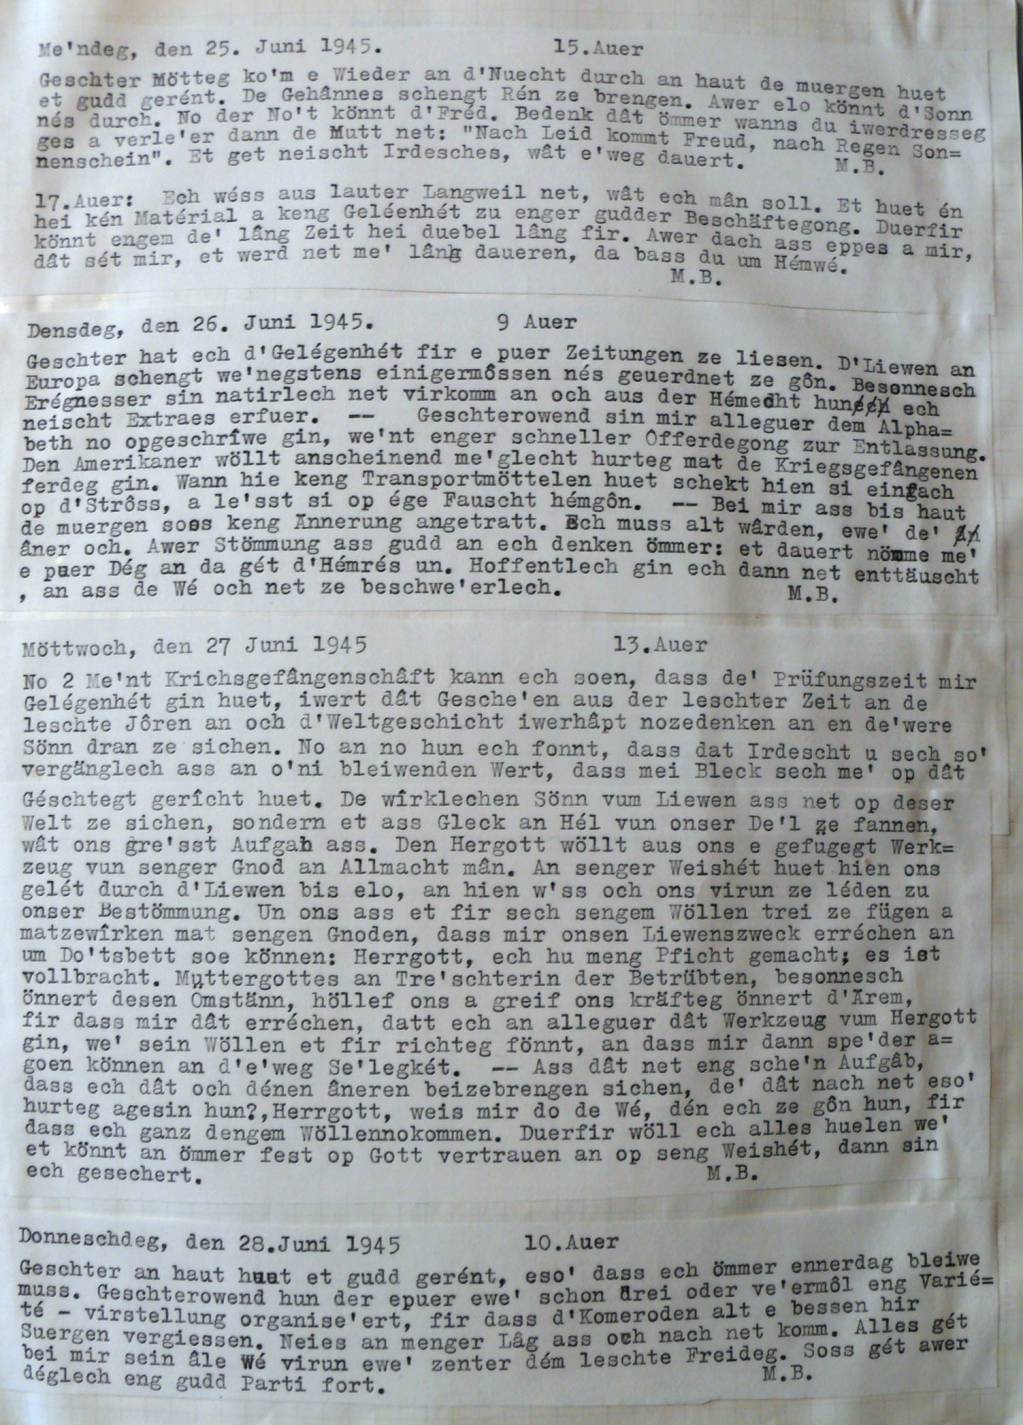 Me'ndeg, den 25. Juni 1945. 15.Auer
Geschter Mötteg ko'm e Wieder an d'Nuecht durch an haut de muergen huet
et gudd gerént. De Gehânnes schengt Rén ze brengen. Awer elo könnt d'Sonn
nés durch. No der No't könnt d'Fréd. Bedenk dât ömmer wanns du iwerdresseg
ges a verle'er dann de Mutt net: "Nach Leid kommt Freud, nach Regen Son=
nenschein". Et get neischt Irdesches, wât e'weg dauert. M.B.
17.Auer: Ech wéss aus lauter Langweil net, wât ech mân soll. Et huet én
hei kén Matérial a keng Geléenhét zu enger gudder Beschäftegong. Duerfir
könnt engem de' lâng Zeit hei duebel lâng fir. Awer dach ass eppes a mir,
dât sét mir, et werd net me' lâng daueren, da bass du um Hémwé.
M.B.
Densdeg, den 26. Juni 1945. 9 Auer
Geschter hat ech d'Gelégenhét fir e puer Zeitungen ze liesen. D'Liewen an
Europa schengt we'negstens einigermôssen nés geuerdnet ze gôn. Besonnesch
Erégnesser sin natirlech net virkomm an och aus der Hémecht hun ech
neischt Extraes erfuer. -- Geschterowend sin mir alleguer dem Alpha=
beth no opgeschrîwe gin, we'nt enger schneller Offerdegong zur Entlassung.
Den Amerikaner wöllt anscheinend me'glecht hurteg mat de Kriegsgefângenen
ferdeg gin. Wann hie keng Transportmöttelen huet schekt hien si einfach
op d'Strôss, a le'sst si op ége Fauscht hémgôn. -- Bei mir ass bis haut
de muergen soss keng Ännerung angetratt. Ech muss alt wârden, ewe' de'
âner och. Awer Stömmung ass gudd an ech denken ömmer: et dauert nömme me'
e puer Dég an da gét d'Hémrés un. Hoffentlech gin ech dann net enttäuscht
, an ass de Wé och net ze beschwe'erlech. M.B.
Möttwoch, den 27 Juni 1945 13.Auer
No 2 Me'nt Krichsgefângenschâft kann ech soen, dass de' Prüfungszeit mir
Gelégenhét gin huet, iwert dât Gesche'en aus der leschter Zeit an de
leschte Jôren an och d'Weltgeschicht iwerhâpt nozedenken an en de'were
Sönn dran ze sichen. No an no hun ech fonnt, dass dat Irdescht u sech so'
vergänglech ass an o'ni bleiwenden Wert, dass mei Bleck sech me' op dât
Géschtegt gerîcht huet. De wîrklechen Sönn vum Liewen ass net op deser
Welt ze sichen, sondern et ass Gleck an Hél vun onser De'l ze fannen,
wât ons gre'sst Aufgab ass. Den Hergott wöllt aus ons e gefugegt Werk=
zeug vun senger Gnod an Allmacht mân. An senger Weishét huet hien ons
gelét durch d'Liewen bis elo, an hien w'ss och ons virun ze léden zu
onser Bestömmung. Un ons ass et fir sech sengem Wöllen trei ze fügen a
matzewîrken mat sengen Gnoden, dass mir onsen Liewenszweck erréchen an
um Do'tsbett soe können: Herrgott, ech hu meng Pficht gemacht; es ist
vollbracht. Muttergottes an Tre'schterin der Betrübten, besonnesch
önnert desen Omstänn, höllef ons a greif ons kräfteg önnert d'Ärem,
fir dass mir dât erréchen, datt ech an alleguer dât Werkzeug vum Hergott
gin, we' sein Wöllen et fir richteg fönnt, an dass mir dann spe'der a=
goen können an d'e'weg Se'legkét. -- Ass dât net eng sche'n Aufgâb,
dass ech dât och dénen âneren beizebrengen sichen, de' dât nach net eso'
hurteg agesin hun?,Herrgott, weis mir do de Wé, dén ech ze gôn hun, fir
dass ech ganz dengem Wöllennokommen. Duerfir wöll ech alles huelen we'
et könnt an ömmer fest op Gott vertrauen an op seng Weishét, dann sin
ech gesechert. M.B.
Donneschdeg, den 28.Juni 1945 10.Auer
Geschter an haut huat et gudd gerént, eso' dass ech ömmer ennerdag bleiwe
muss. Geschterowend hun der epuer ewe' schon drei oder ve'ermôl eng Varié=
té - virstellung organise'ert, fir dass d'Komeroden alt e bessen hir
Suergen vergiessen. Neies an menger Lâg ass och nach net komm. Alles gét
bei mir sein âle Wé virun ewe' zenter dém leschte Freideg. Soss gét awer
déglech eng gudd Parti fort. M.B.